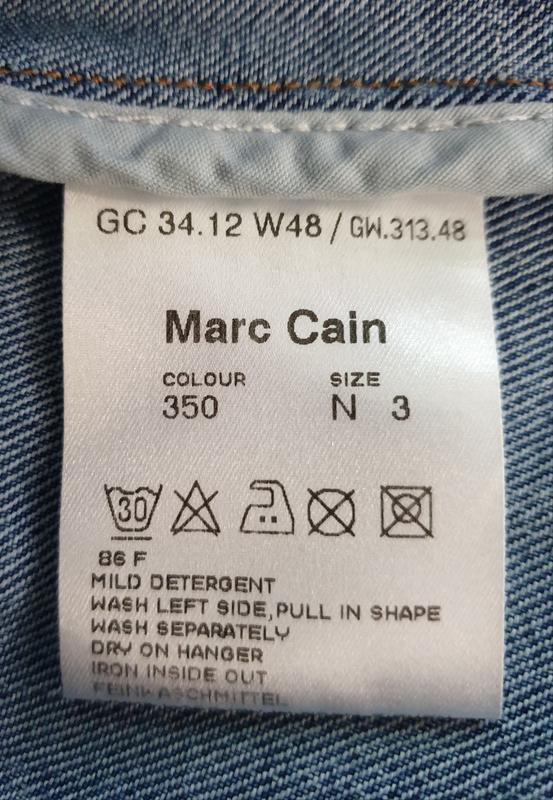 GC 34.12 W48 / GW.313.48
Marc Cain
COLOUR SIZE
350 N 3
30
86 F
MILD DETERGENT
WASH LEFT SIDE, PULL IN SHAPE
WASH SEPARATELY
DRY ON HANGER
IRON INSIDE OUT
FEINWASCHMITTEL